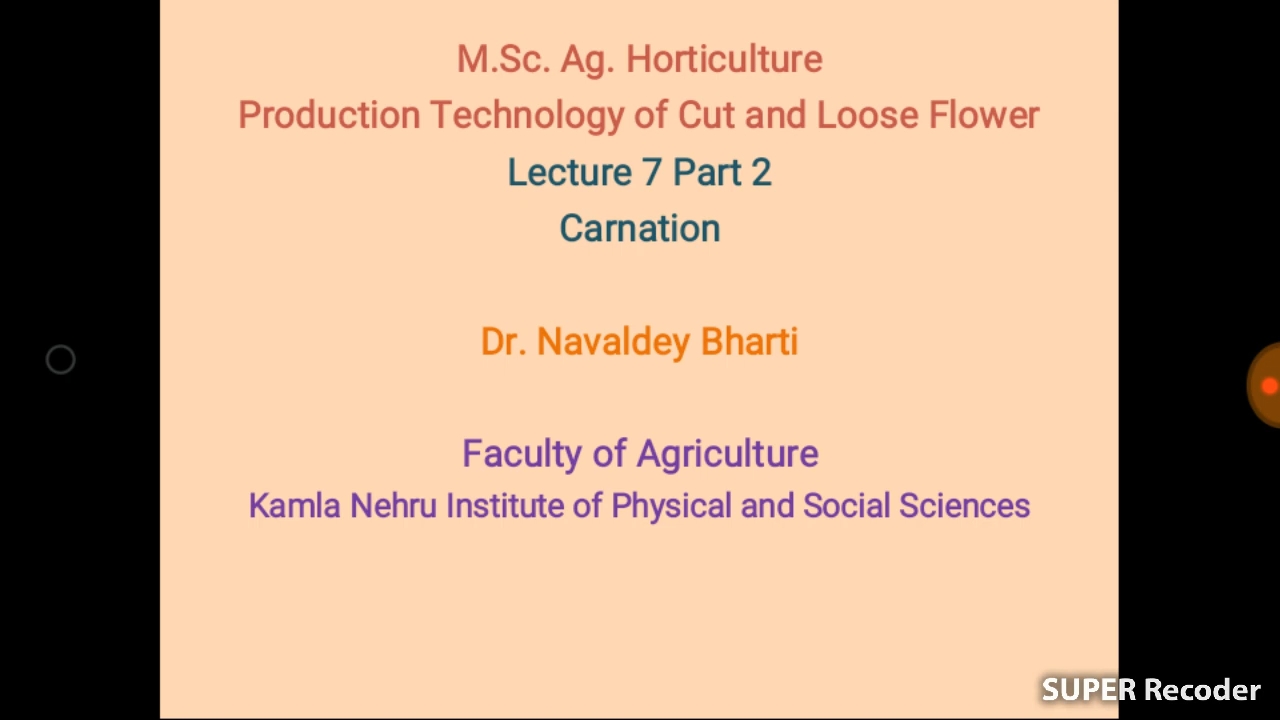 M.Sc. Ag. Horticulture
Production Technology of Cut and Loose Flower
Lecture 7 Part 2
Carnation
Dr. Navaldey Bharti
Faculty of Agriculture
Kamla Nehru Institute of Physical and Social Sciences
SUPER Recoder